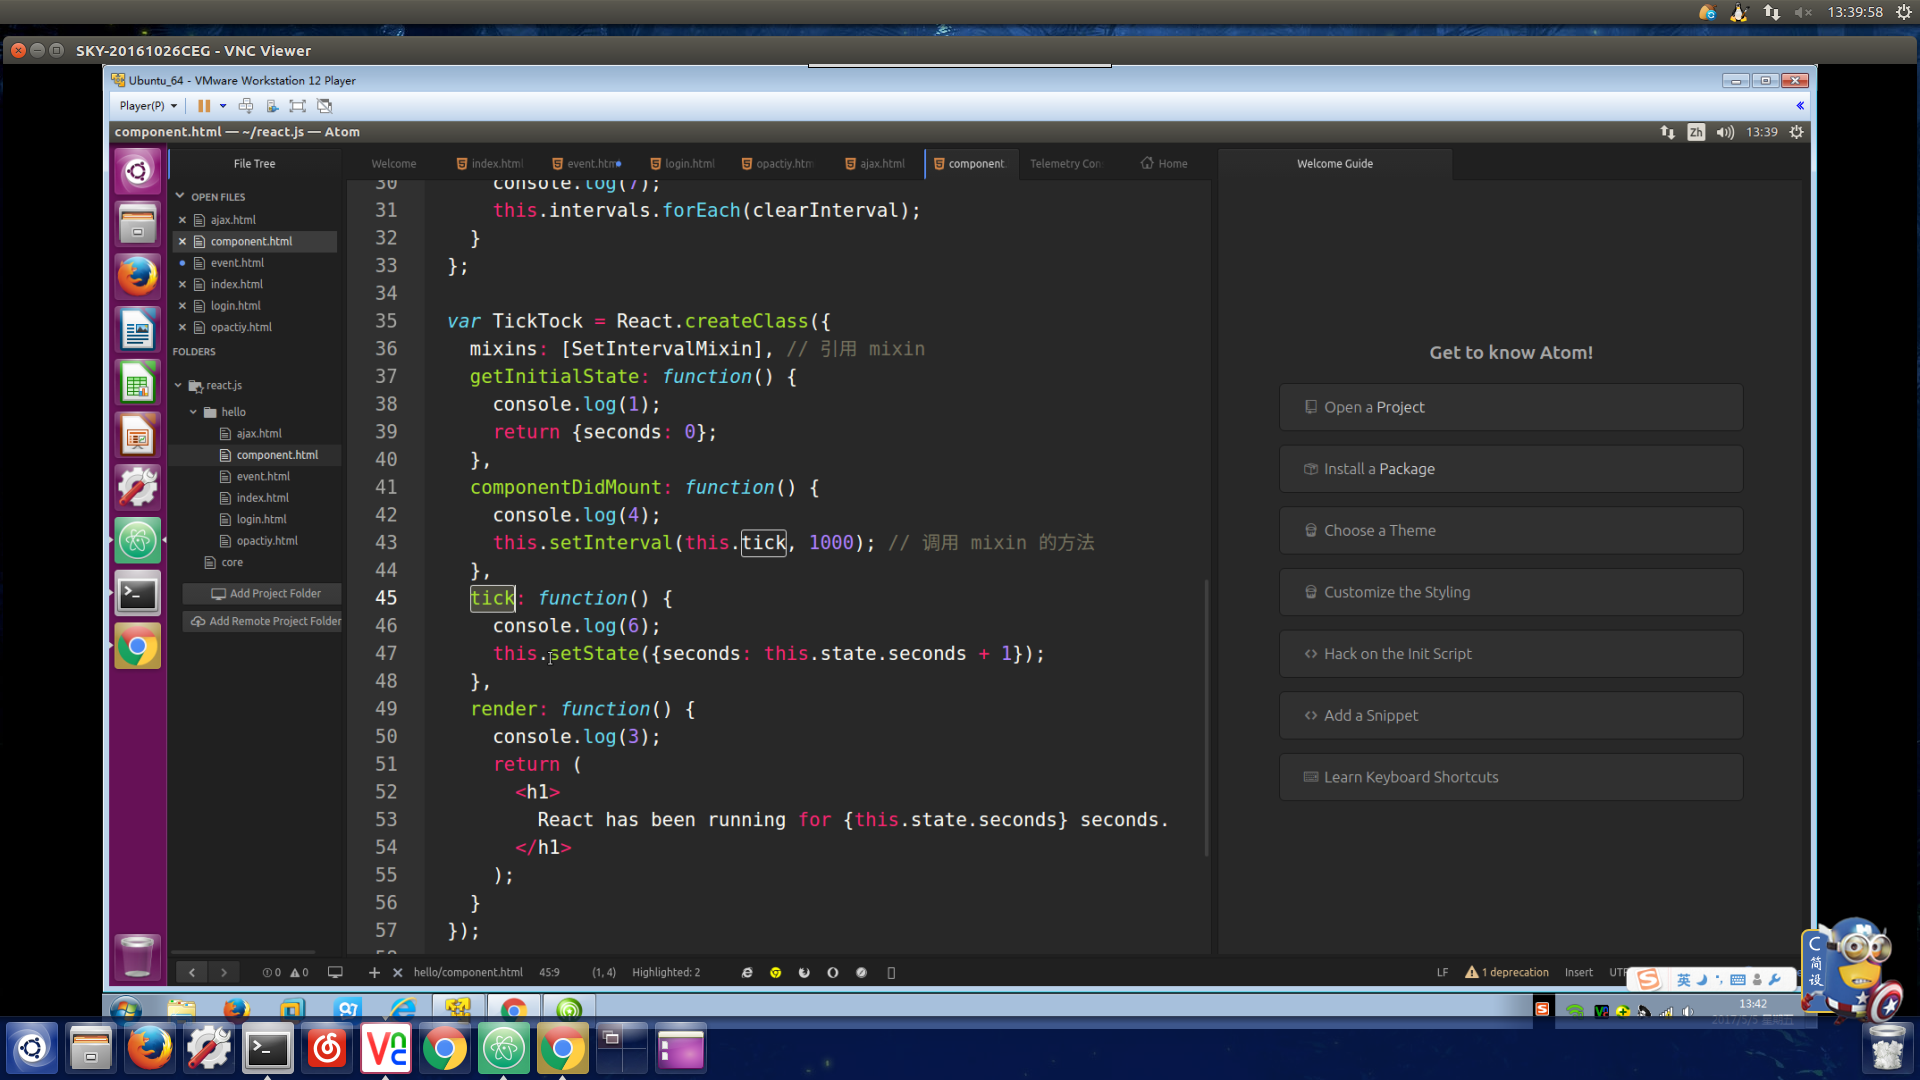 13:39:58
SKY-20161026CEG - VNC Viewer
Ubuntu_64 - VMware Workstation 12 Player
Player(P)
component.html — ~/react.js — Atom
Zh
13:39
File Tree
Welcome
index.html
event.htm
login.html
opactiy.htm
ajax.html
component.
Telemetry Con
Home
Welcome Guide
OPEN FILES
ajax.html
component.html
event.html
index.html
login.html
opactiy.html
FOLDERS
react.js
hello
ajax.html
component.html
event.html
index.html
login.html
opactiy.html
core
Add Project Folder
Add Remote Project Folder
30 console.log(7);
31 this.intervals.forEach(clearInterval);
32 }
33 };
34
35 var TickTock = React.createClass({
36 mixins: [SetIntervalMixin], // 引用 mixin
37 getInitialState: function() {
38 console.log(1);
39 return {seconds: 0};
40 },
41 componentDidMount: function() {
42 console.log(4);
43 this.setInterval(this.tick, 1000); // 调用 mixin 的方法
44 },
45 tick: function() {
46 console.log(6);
47 this.setState({seconds: this.state.seconds + 1});
48 },
49 render: function() {
50 console.log(3);
51 return (
52 <h1>
53 React has been running for {this.state.seconds} seconds.
54 </h1>
55 );
56 }
57 });
Get to know Atom!
Open a Project
Install a Package
Choose a Theme
Customize the Styling
Hack on the Init Script
Add a Snippet
Learn Keyboard Shortcuts
0 0
hello/component.html
45:9
(1, 4)
Highlighted: 2
LF
1 deprecation
Insert
UTF
英
C
简
设
13:42
2017/5/5 星期五